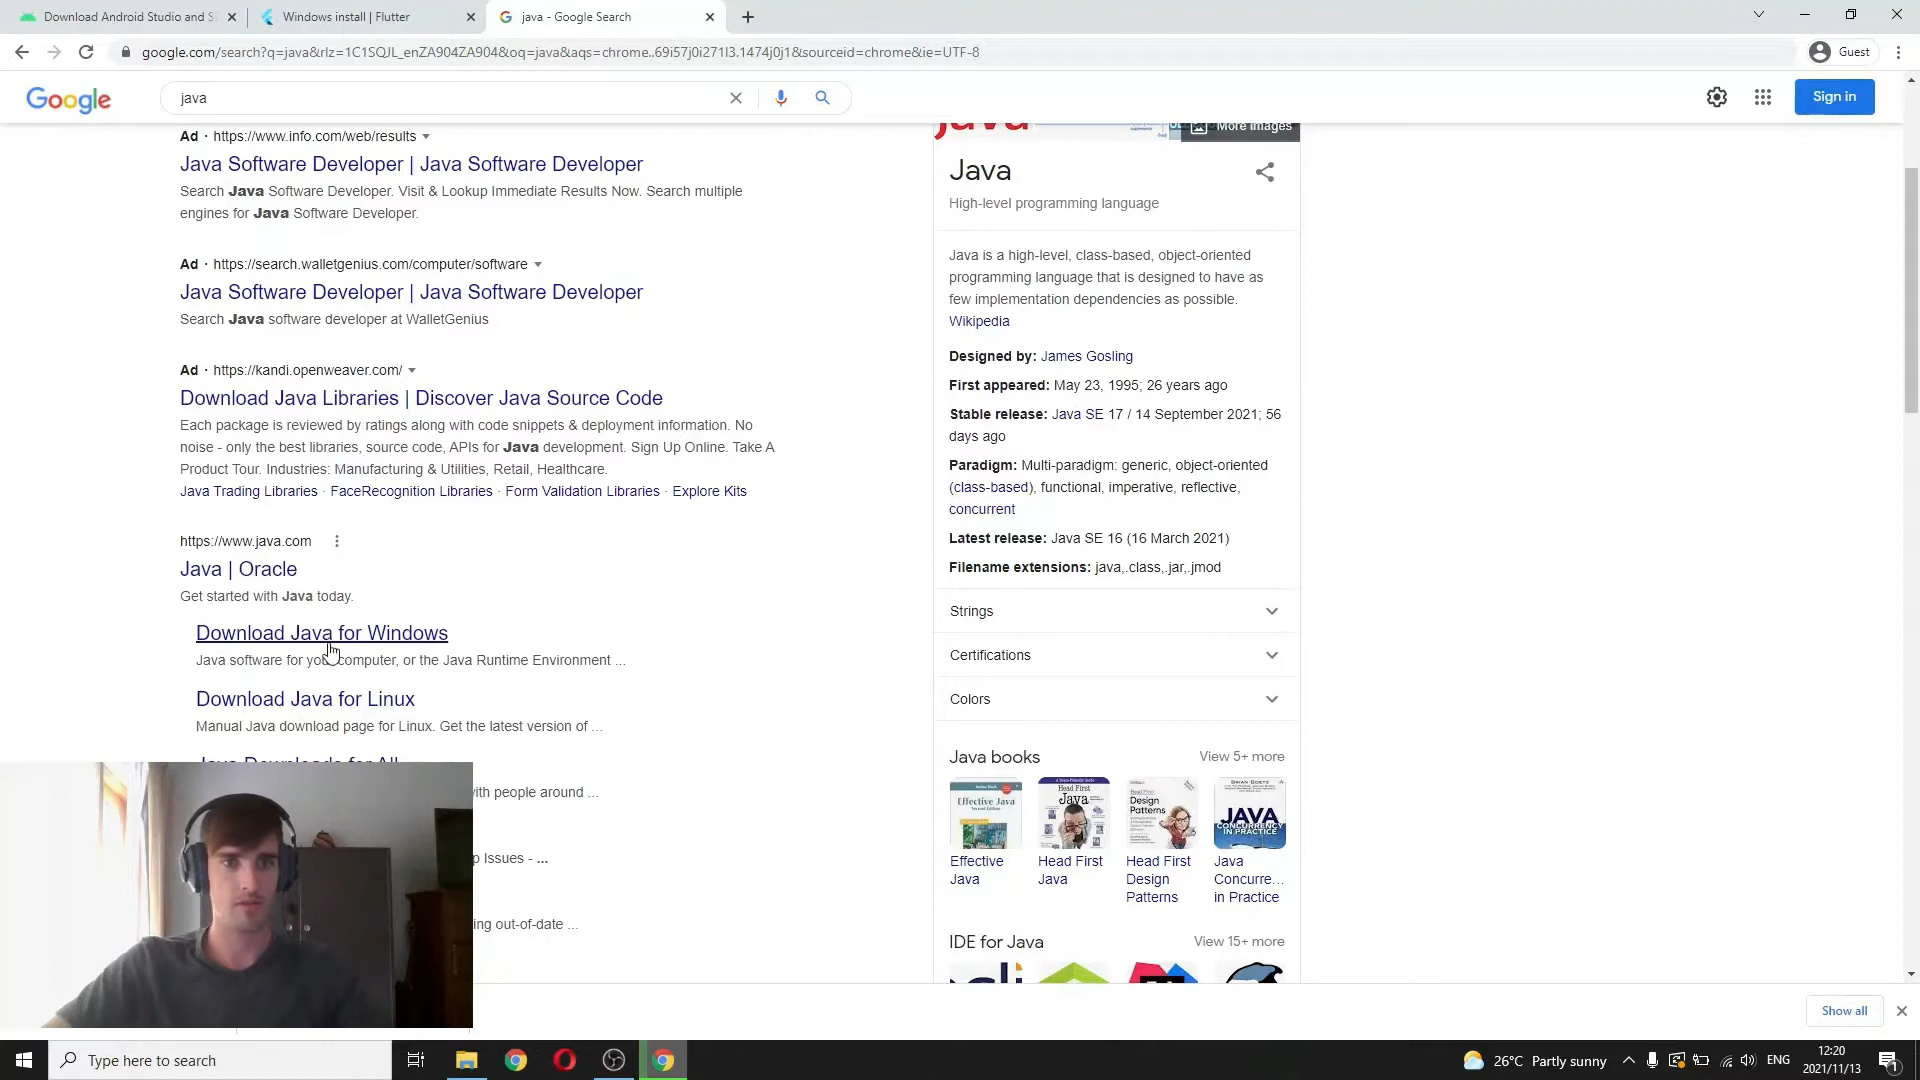 Download Android Studio and S
Windows install | Flutter
java - Google Search
google.com/search?q=java&rlz=1C1SQJL_enZA904ZA904&oq=java&aqs=chrome..69i57j0i271l3.1474j0j1&sourceid=chrome&ie=UTF-8
Guest
Google
java
Sign in
Ad · https://www.info.com/web/results
Java Software Developer | Java Software Developer
Search Java Software Developer. Visit & Lookup Immediate Results Now. Search multiple
engines for Java Software Developer.
Ad · https://search.walletgenius.com/computer/software
Java Software Developer | Java Software Developer
Search Java software developer at WalletGenius
Ad · https://kandi.openweaver.com/
Download Java Libraries | Discover Java Source Code
Each package is reviewed by ratings along with code snippets & deployment information. No
noise - only the best libraries, source code, APIs for Java development. Sign Up Online. Take A
Product Tour. Industries: Manufacturing & Utilities, Retail, Healthcare.
Java Trading Libraries · FaceRecognition Libraries · Form Validation Libraries · Explore Kits
https://www.java.com
Java | Oracle
Get started with Java today.
Download Java for Windows
Java software for your computer, or the Java Runtime Environment ...
Download Java for Linux
Manual Java download page for Linux. Get the latest version of ...
Java Downloads for All
with people around ...
p Issues - ...
ing out-of-date ...
Java
More images
Java
High-level programming language
Java is a high-level, class-based, object-oriented
programming language that is designed to have as
few implementation dependencies as possible.
Wikipedia
Designed by: James Gosling
First appeared: May 23, 1995; 26 years ago
Stable release: Java SE 17 / 14 September 2021; 56
days ago
Paradigm: Multi-paradigm: generic, object-oriented
(class-based), functional, imperative, reflective,
concurrent
Latest release: Java SE 16 (16 March 2021)
Filename extensions: java,.class,.jar,.jmod
Strings
Certifications
Colors
Java books
View 5+ more
Effective Java
Head First
Java
Head First
Design
Patterns
BRIAN GOETZ
JAVA
CONCURRENCY
IN PRACTICE
Effective
Java
Head First
Java
Head First
Design
Patterns
Java
Concurre...
in Practice
IDE for Java
View 15+ more
Show all
Type here to search
26°C Partly sunny
ENG
12:20
2021/11/13
1